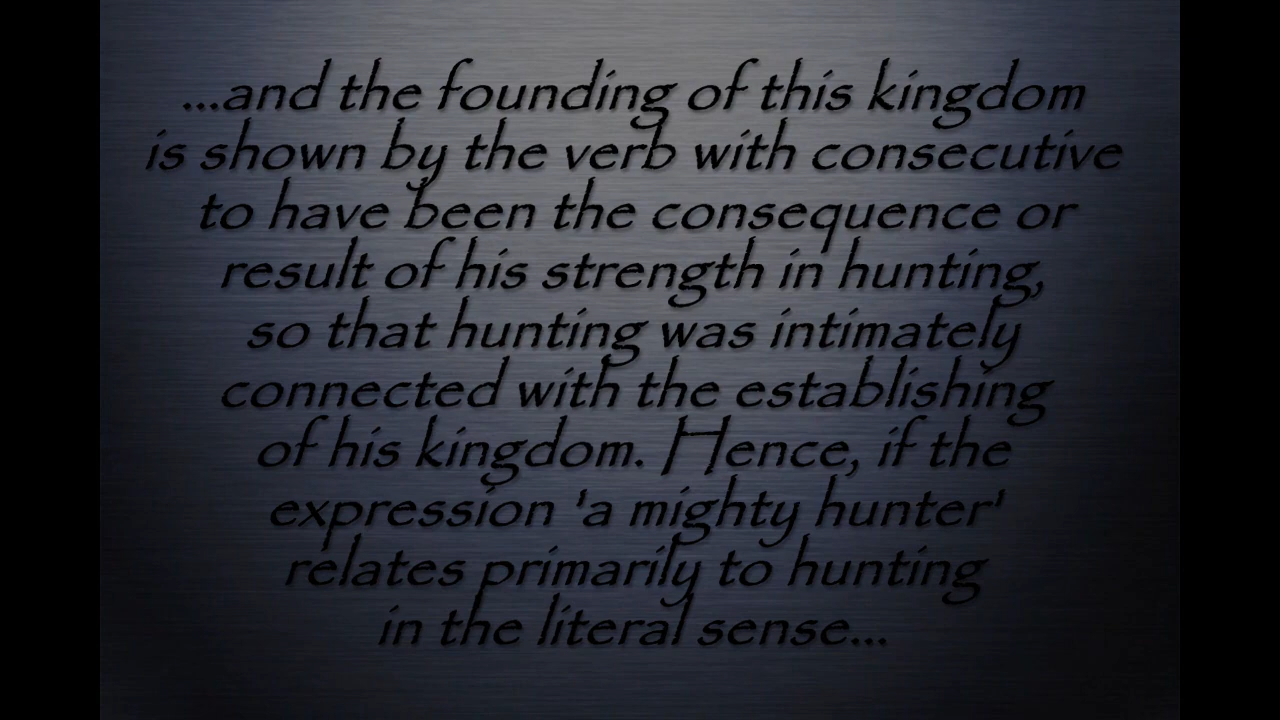 ...and the founding of this kingdom
is shown by the verb with consecutive
to have been the consequence or
result of his strength in hunting,
so that hunting was intimately
connected with the establishing
of his kingdom. Hence, if the
expression 'a mighty hunter'
relates primarily to hunting
in the literal sense...